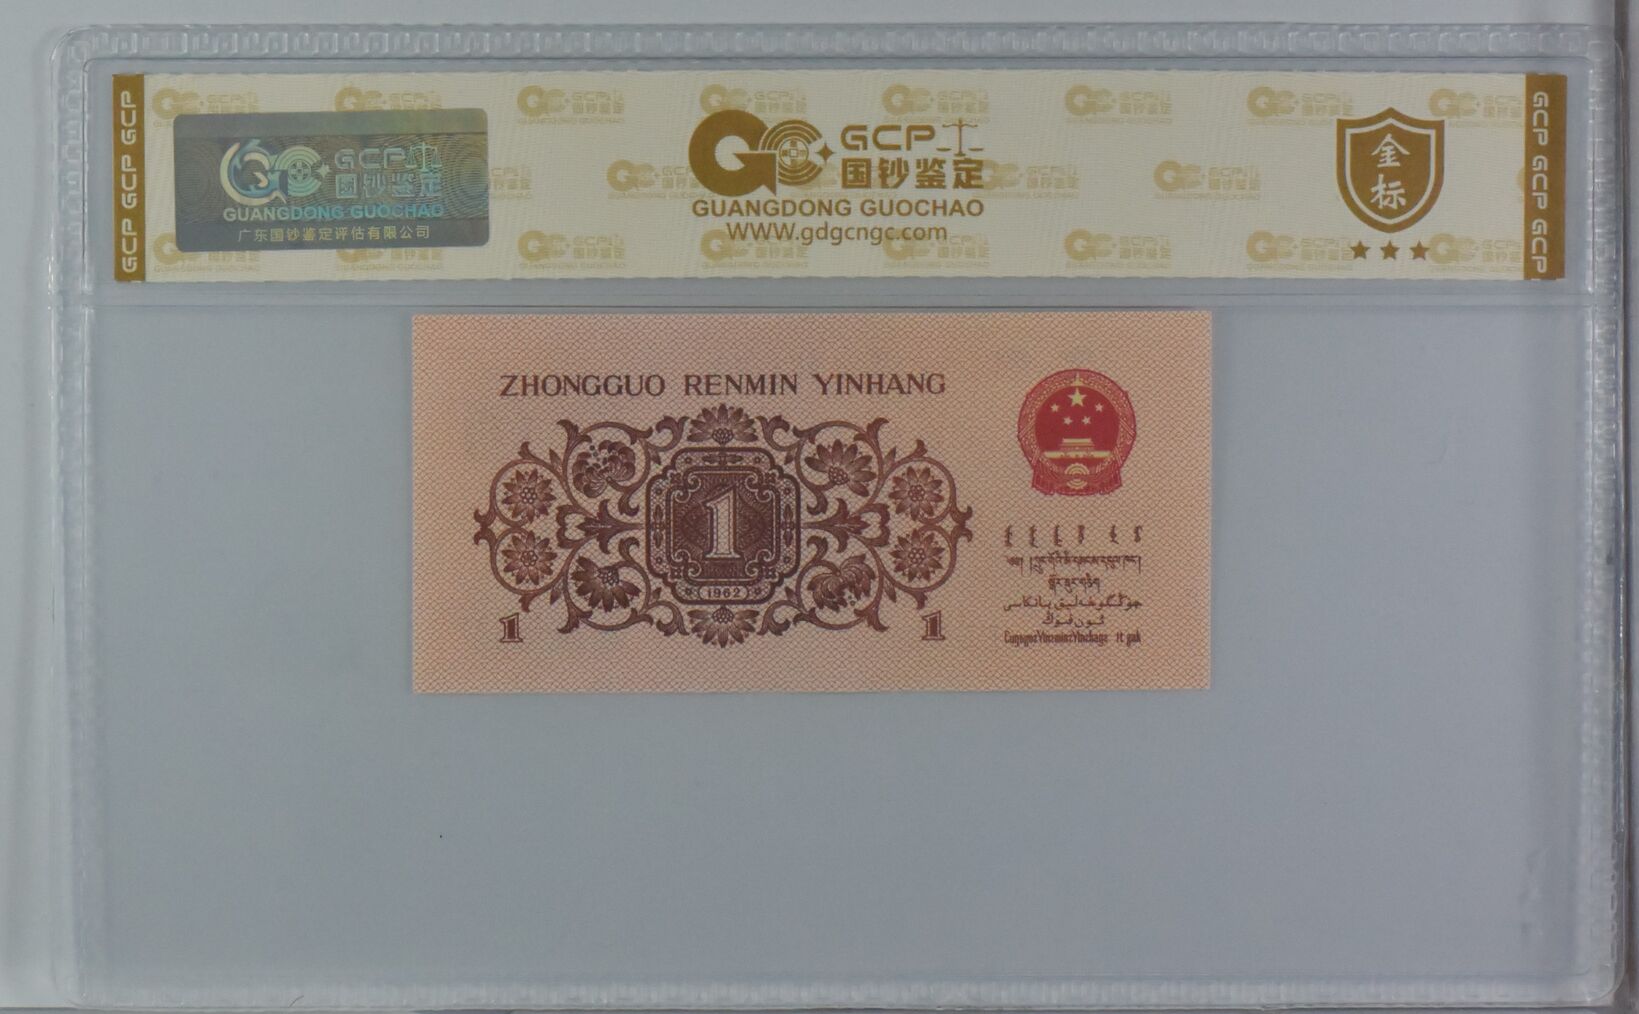 GCP GCP GCP
GCP
国钞鉴定
GUANGDONG GUOCHAO
广东国钞鉴定评估有限公司
GCP
国钞鉴定
GUANGDONG GUOCHAO
WWW.gdgcngc.com
金标
GCP GCP GCP
ZHONGGUO RENMIN YINHANG
1
(1962)
1
1
جۇڭگوخەلىق بانكاسى